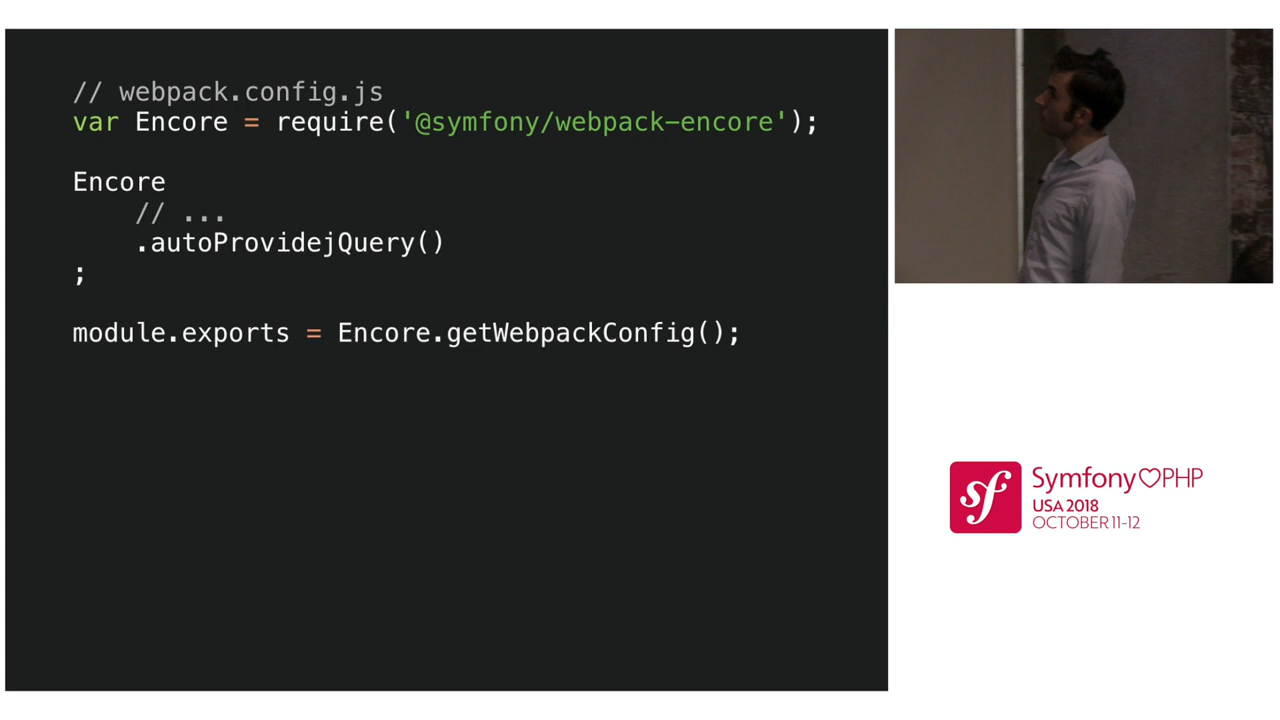 // webpack.config.js
var Encore = require('@symfony/webpack-encore');
Encore
// ...
.autoProvidejQuery()
;
module.exports = Encore.getWebpackConfig();
sf
Symfony♡PHP
USA 2018
OCTOBER 11-12